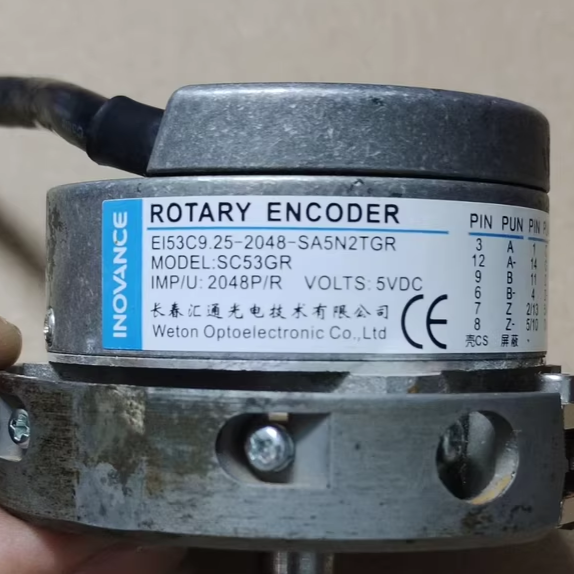 INOVANCE
ROTARY ENCODER
EI53C9.25-2048-SA5N2TGR
MODEL:SC53GR
IMP/U: 2048P/R VOLTS: 5VDC
长春汇通光电技术有限公司
Weton Optoelectronic Co.,Ltd
CE
PIN PUN PIN
3 1 A
12 A- 14
9 B 11
6 B- 4
7 Z 2/13
8 Z- 5/10
壳CS 屏蔽 -